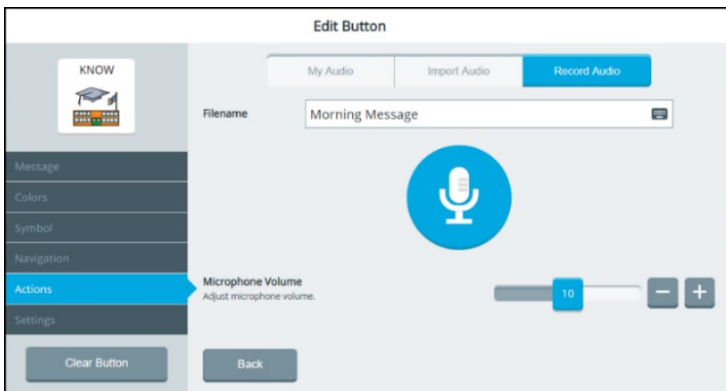 Edit Button
KNOW
My Audio
Import Audio
Record Audio
Filename
Morning Message
Message
Colors
Symbol
Navigation
Actions
Settings
Microphone Volume
Adjust microphone volume.
10
Clear Button
Back